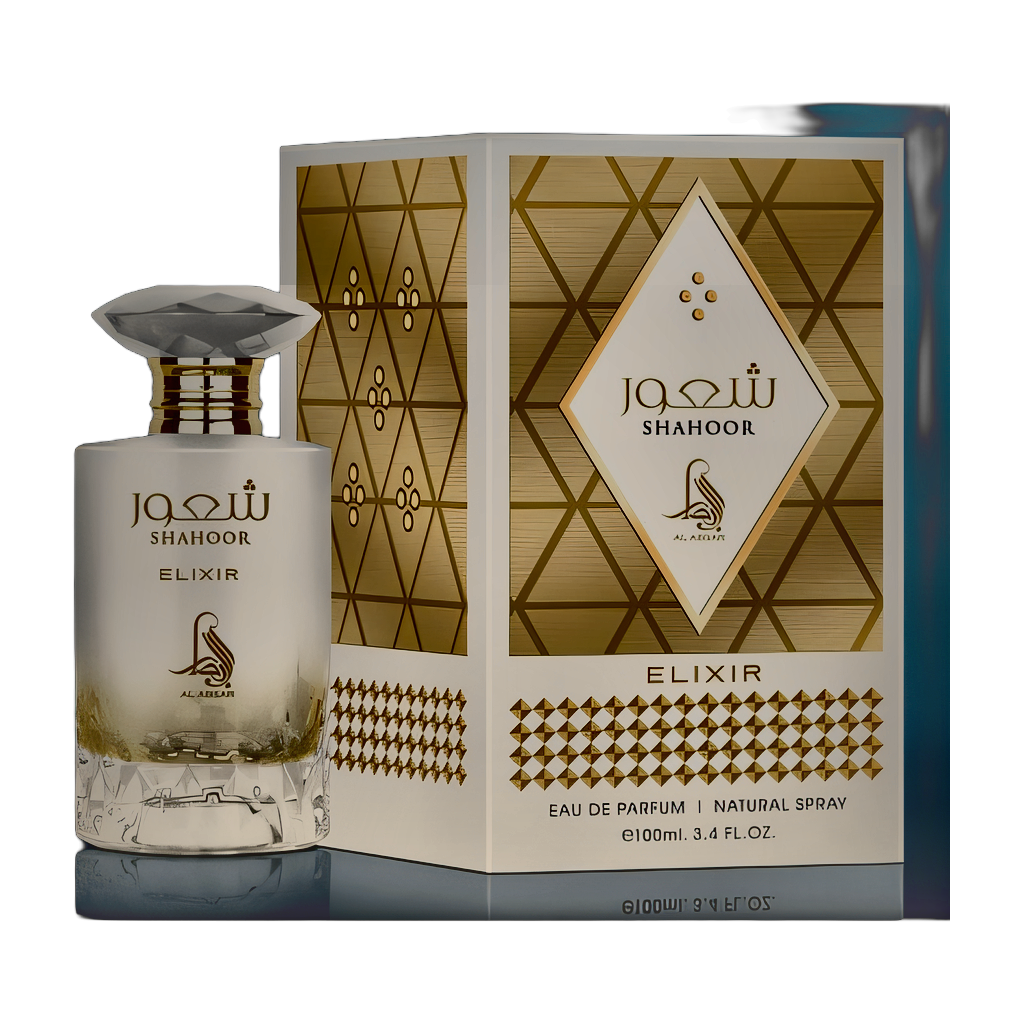 شعور
SHAHOOR
ELIXIR
شعور
SHAHOOR
ELIXIR
EAU DE PARFUM | NATURAL SPRAY
℮100ml. 3.4 FL.OZ.